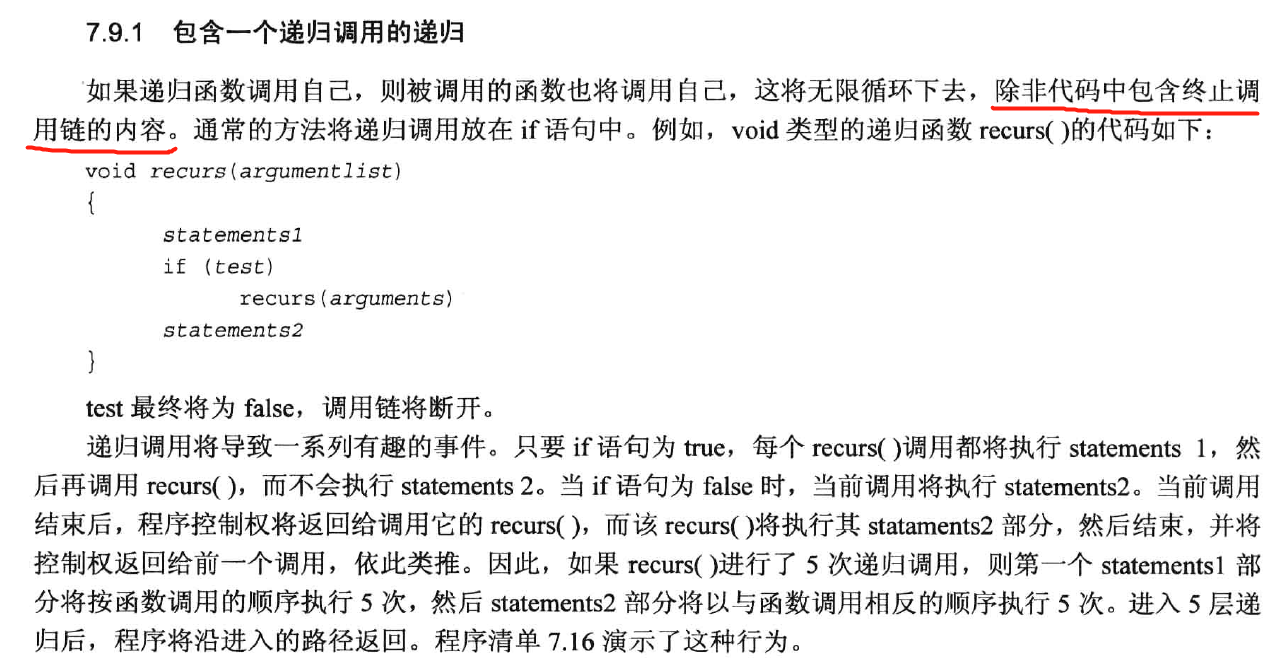 7.9.1 包含一个递归调用的递归
如果递归函数调用自己，则被调用的函数也将调用自己，这将无限循环下去，除非代码中包含终止调
用链的内容。通常的方法将递归调用放在 if 语句中。例如，void 类型的递归函数 recurs( )的代码如下：
void recurs(argumentlist)
{
statements1
if (test)
recurs(arguments)
statements2
}
test 最终将为 false，调用链将断开。
递归调用将导致一系列有趣的事件。只要 if 语句为 true，每个 recurs( )调用都将执行 statements 1，然
后再调用 recurs( )，而不会执行 statements 2。当 if 语句为 false 时，当前调用将执行 statements2。当前调用
结束后，程序控制权将返回给调用它的 recurs( )，而该 recurs( )将执行其 stataments2 部分，然后结束，并将
控制权返回给前一个调用，依此类推。因此，如果 recurs( )进行了 5 次递归调用，则第一个 statements1 部
分将按函数调用的顺序执行 5 次，然后 statements2 部分将以与函数调用相反的顺序执行 5 次。进入 5 层递
归后，程序将沿进入的路径返回。程序清单 7.16 演示了这种行为。